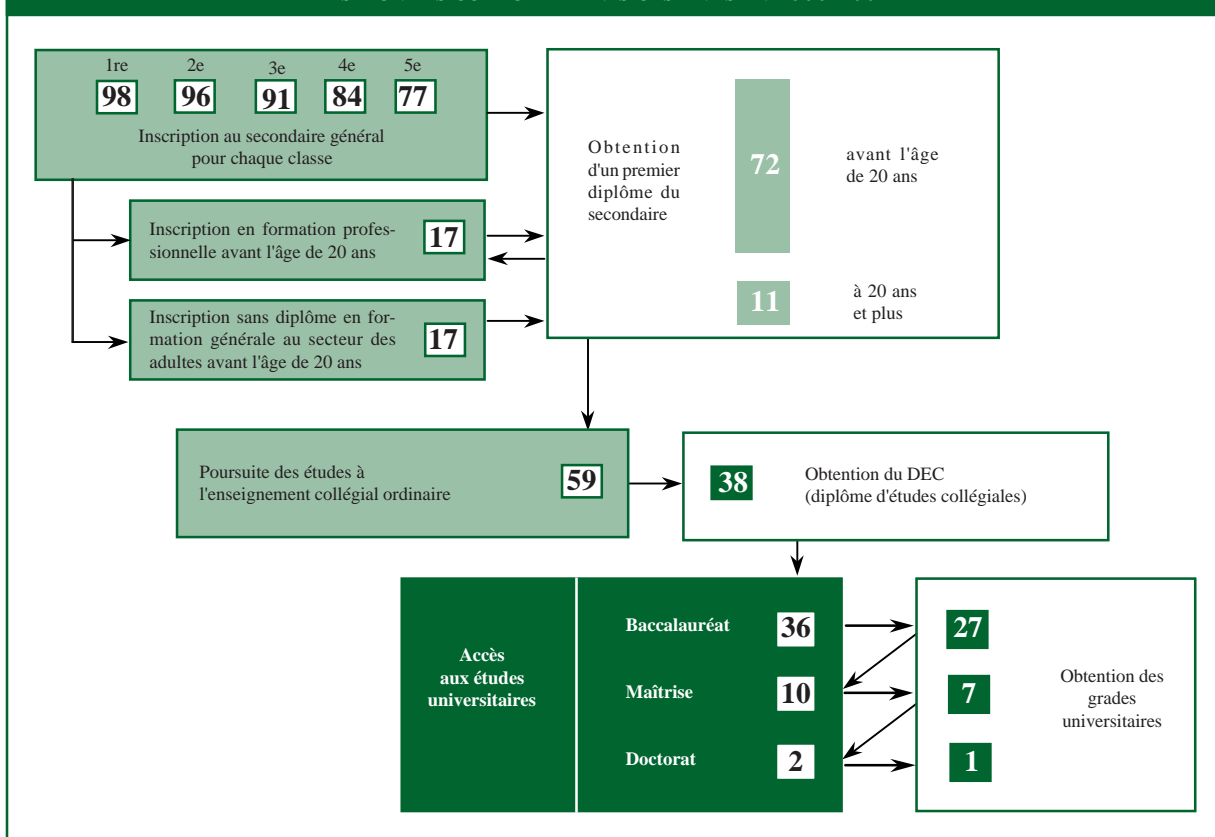 1re 2e 3e 4e 5e
98 96 91 84 77
Inscription au secondaire général
pour chaque classe
Inscription en formation profes-
sionnelle avant l'âge de 20 ans
17
Inscription sans diplôme en for-
mation générale au secteur des
adultes avant l'âge de 20 ans
17
Obtention
d'un premier
diplôme du
secondaire
72
avant l'âge
de 20 ans
11
à 20 ans
et plus
Poursuite des études à
l'enseignement collégial ordinaire
59
38
Obtention du DEC
(diplôme d'études collégiales)
Accès
aux études
universitaires
Baccalauréat 36 27
Maîtrise 10 7
Doctorat 2 1
Obtention des
grades
universitaires